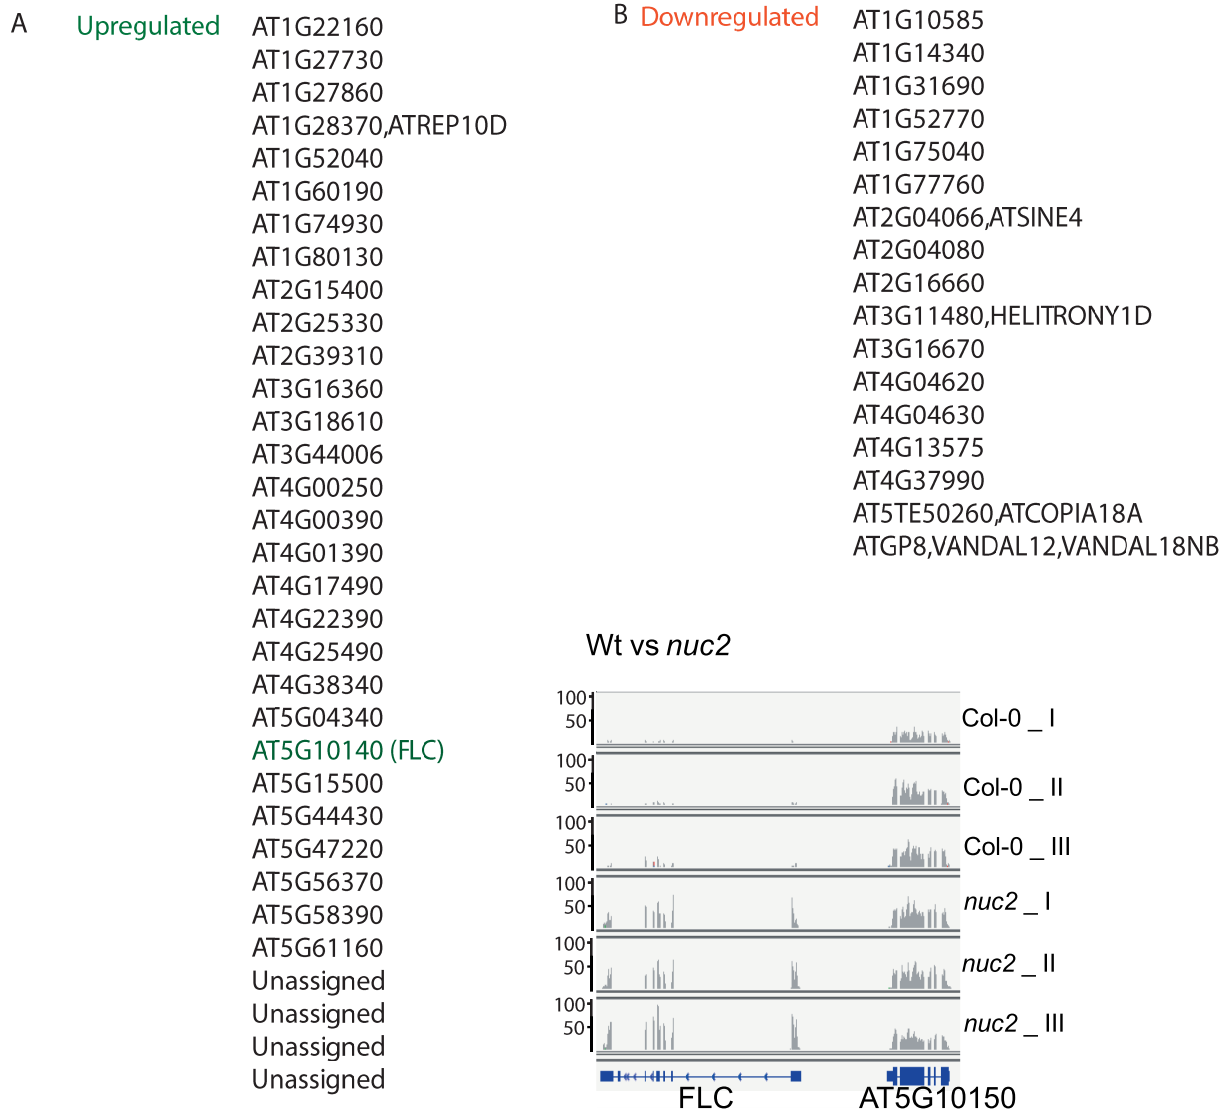 A Upregulated AT1G22160
AT1G27730
AT1G27860
AT1G28370,ATREP10D
AT1G52040
AT1G60190
AT1G74930
AT1G80130
AT2G15400
AT2G25330
AT2G39310
AT3G16360
AT3G18610
AT3G44006
AT4G00250
AT4G00390
AT4G01390
AT4G17490
AT4G22390
AT4G25490
AT4G38340
AT5G04340
AT5G10140 (FLC)
AT5G15500
AT5G44430
AT5G47220
AT5G56370
AT5G58390
AT5G61160
Unassigned
Unassigned
Unassigned
Unassigned
B Downregulated AT1G10585
AT1G14340
AT1G31690
AT1G52770
AT1G75040
AT1G77760
AT2G04066,ATSINE4
AT2G04080
AT2G16660
AT3G11480,HELITRONY1D
AT3G16670
AT4G04620
AT4G04630
AT4G13575
AT4G37990
AT5TE50260,ATCOPIA18A
ATGP8,VANDAL12,VANDAL18NB
Wt vs nuc2
100
50 Col-0 _ I
100
50 Col-0 _ II
100
50 Col-0 _ III
100
50 nuc2 _ I
100
50 nuc2 _ II
100
50 nuc2 _ III
FLC AT5G10150